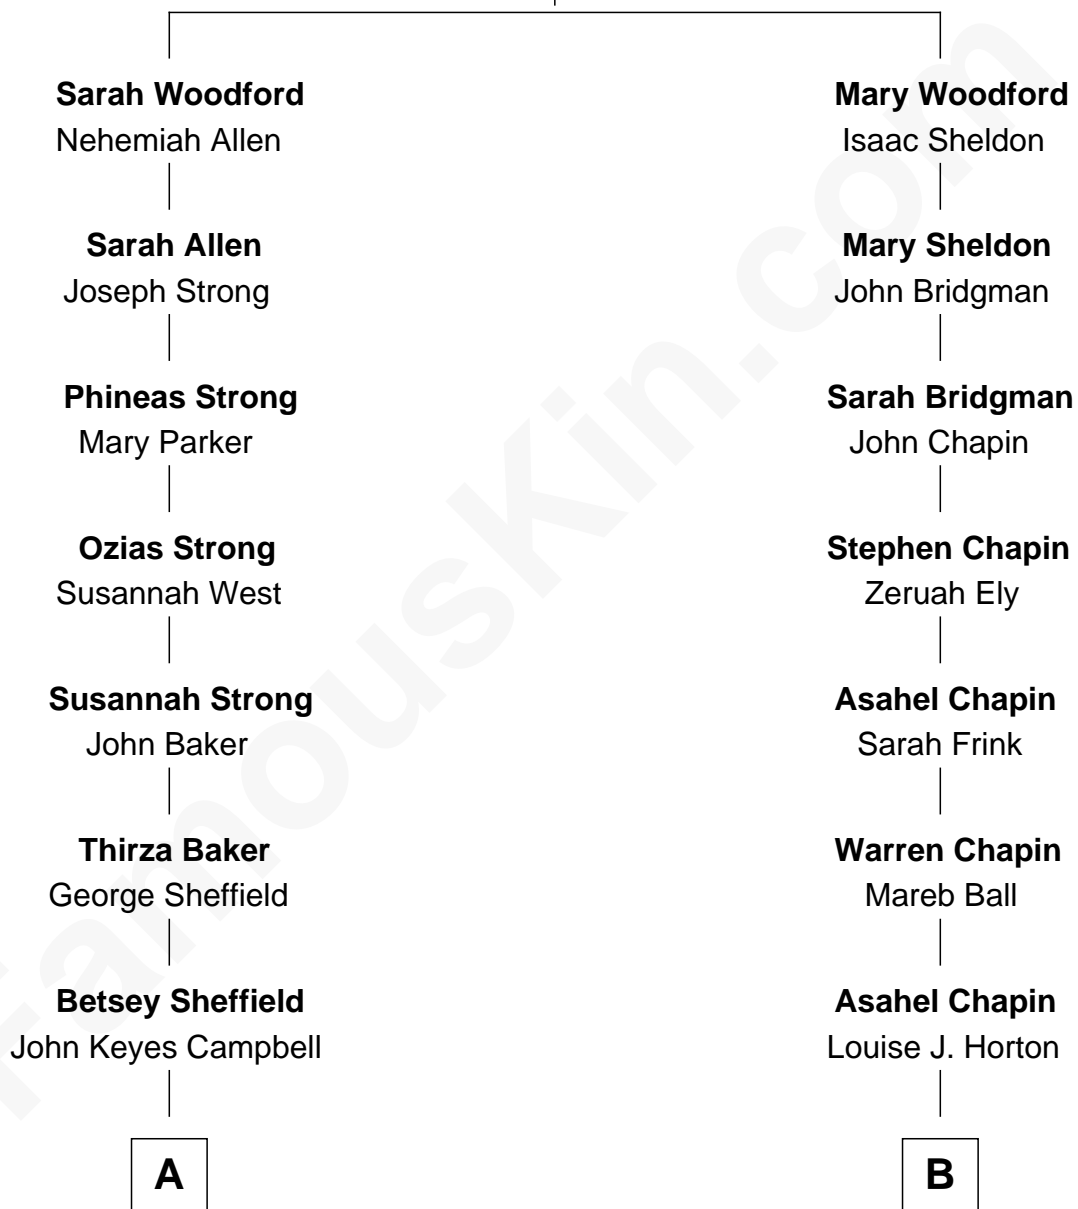 Sarah Woodford
Nehemiah Allen
Sarah Allen
Joseph Strong
Phineas Strong
Mary Parker
Ozias Strong
Susannah West
Susannah Strong
John Baker
Thirza Baker
George Sheffield
Betsey Sheffield
John Keyes Campbell
A
Mary Woodford
Isaac Sheldon
Mary Sheldon
John Bridgman
Sarah Bridgman
John Chapin
Stephen Chapin
Zeruah Ely
Asahel Chapin
Sarah Frink
Warren Chapin
Mareb Ball
Asahel Chapin
Louise J. Horton
B
FamousKin.com